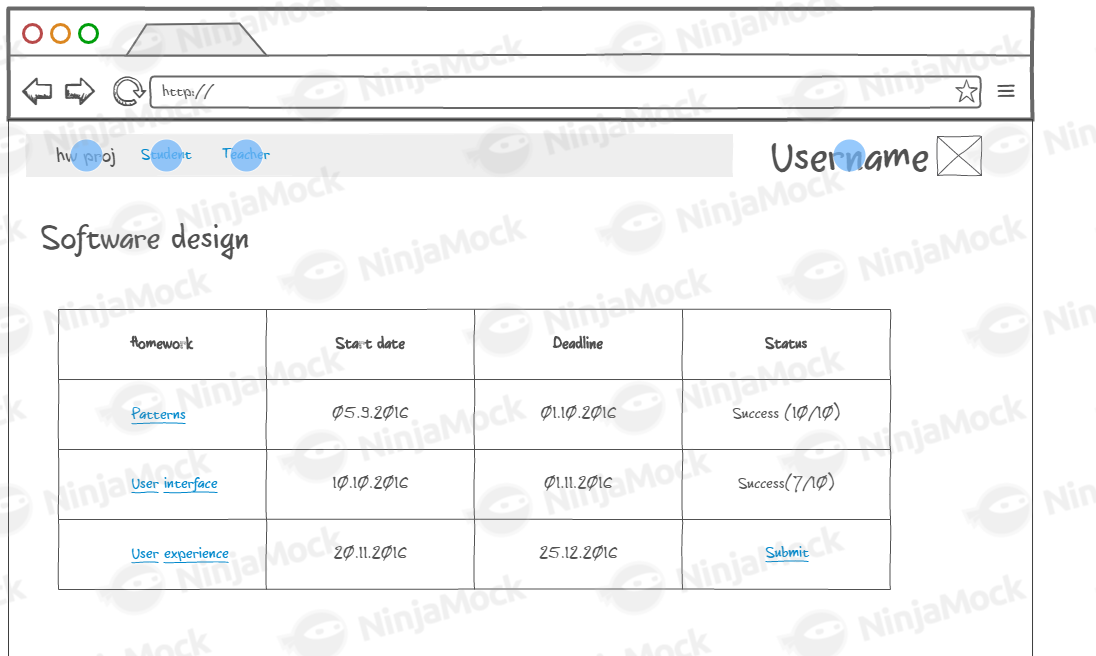 http://
hw proj Student Teacher
Username
Software design
Homework Start date Deadline Status
Patterns 05.9.2016 01.10.2016 Success (10/10)
User interface 10.10.2016 01.11.2016 Success(7/10)
User experience 20.11.2016 25.12.2016 Submit
NinjaMock